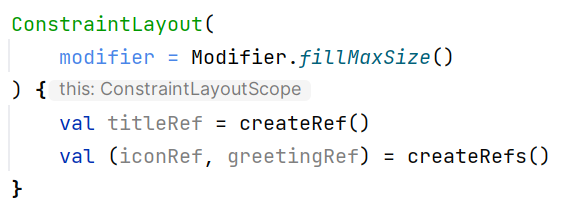 ConstraintLayout(
    modifier = Modifier.fillMaxSize()
) { this: ConstraintLayoutScope
    val titleRef = createRef()
    val (iconRef, greetingRef) = createRefs()
}